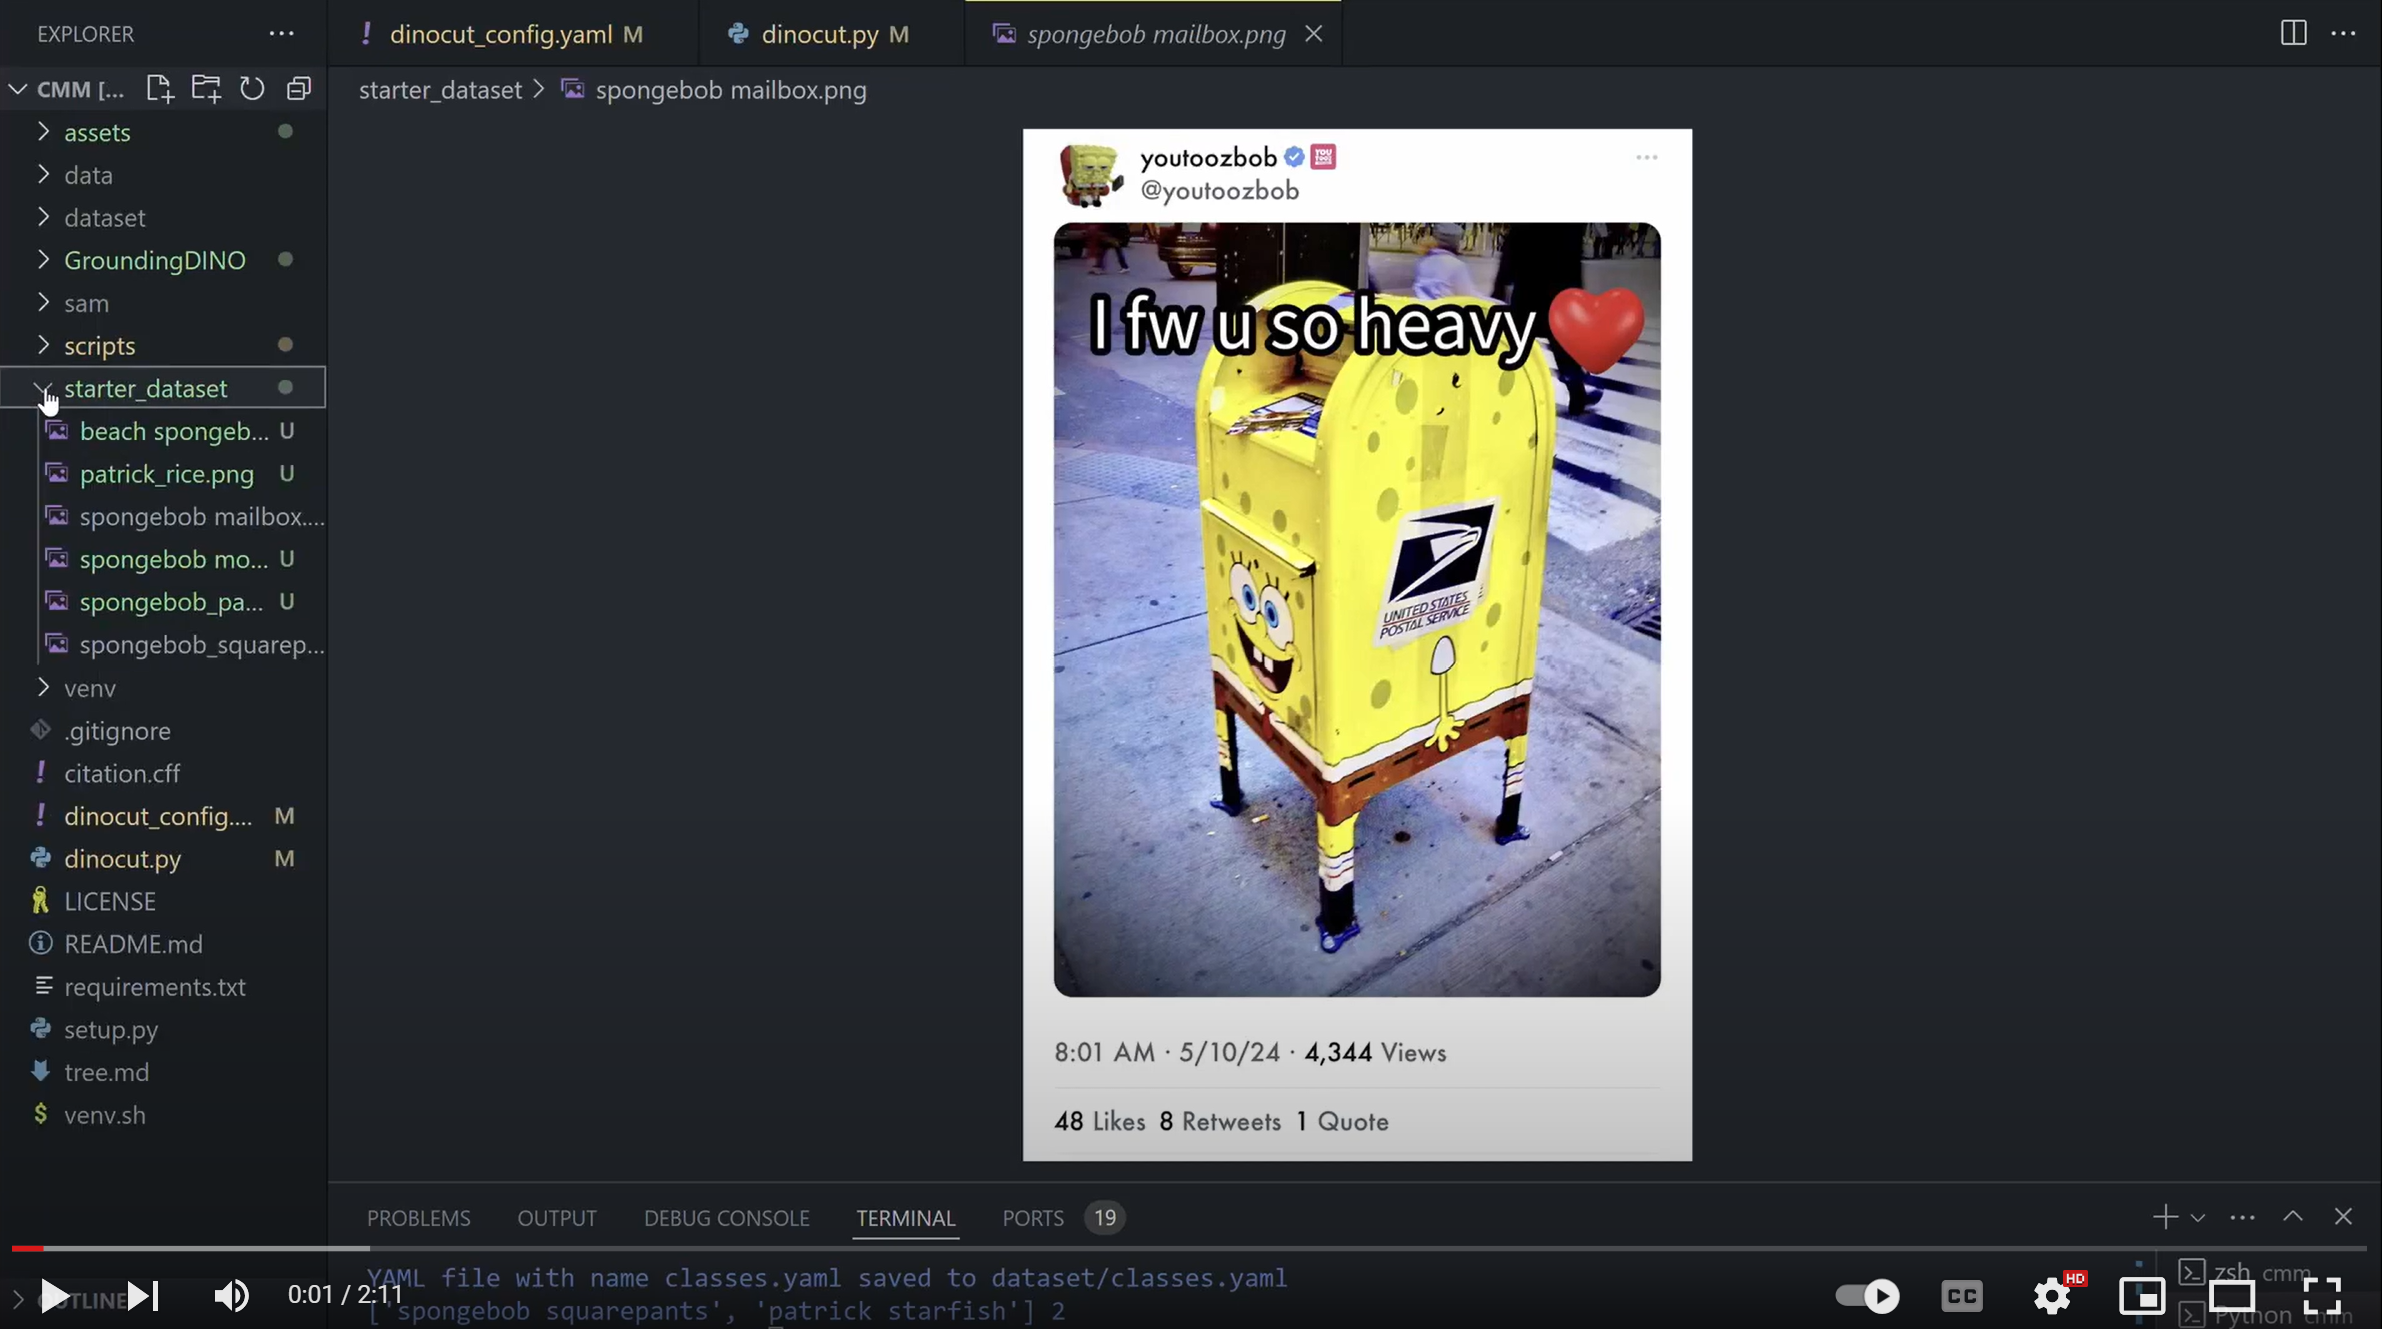 EXPLORER
dinocut_config.yaml M
dinocut.py M
spongebob mailbox.png
CMM [...
starter_dataset > spongebob mailbox.png
assets
data
dataset
GroundingDINO
sam
scripts
starter_dataset
beach spongeb... U
patrick_rice.png U
spongebob mailbox....
spongebob mo... U
spongebob_pa... U
spongebob_squarep...
venv
.gitignore
citation.cff
dinocut_config.... M
dinocut.py M
LICENSE
README.md
requirements.txt
setup.py
tree.md
venv.sh
OUTLINE
youtoozbob
YOU
TOOZ
@youtoozbob
I fw u so heavy
UNITED STATES
POSTAL SERVICE
8:01 AM · 5/10/24 · 4,344 Views
48 Likes 8 Retweets 1 Quote
PROBLEMS OUTPUT DEBUG CONSOLE TERMINAL PORTS 19
YAML file with name classes.yaml saved to dataset/classes.yaml
['spongebob squarepants', 'patrick starfish'] 2
zsh cmm
Python cmm
0:01 / 2:11
CC
HD